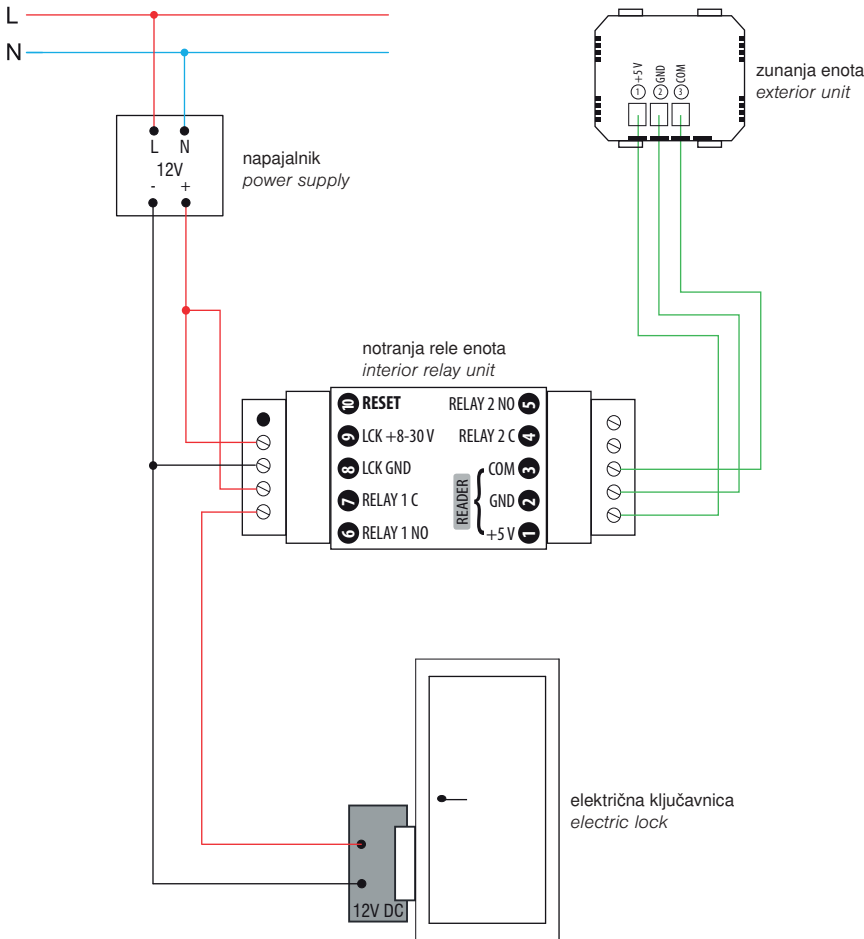 L
N
L N
12V
- +
napajalnik
power supply
+5 V GND COM
1 2 3
zunanja enota
exterior unit
notranja rele enota
interior relay unit
10 RESET
9 LCK +8-30 V
8 LCK GND
7 RELAY 1 C
6 RELAY 1 NO
RELAY 2 NO 5
RELAY 2 C 4
READER
COM 3
GND 2
+5 V 1
električna ključavnica
electric lock
12V DC